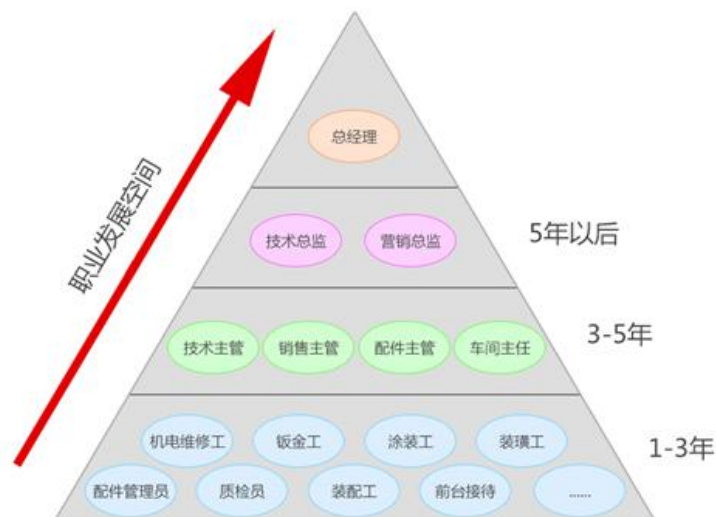 总经理
职业发展空间
技术总监 营销总监
5年以后
技术主管 销售主管 配件主管 车间主任
3-5年
机电维修工 钣金工 涂装工 装璜工
1-3年
配件管理员 质检员 装配工 前台接待 ......